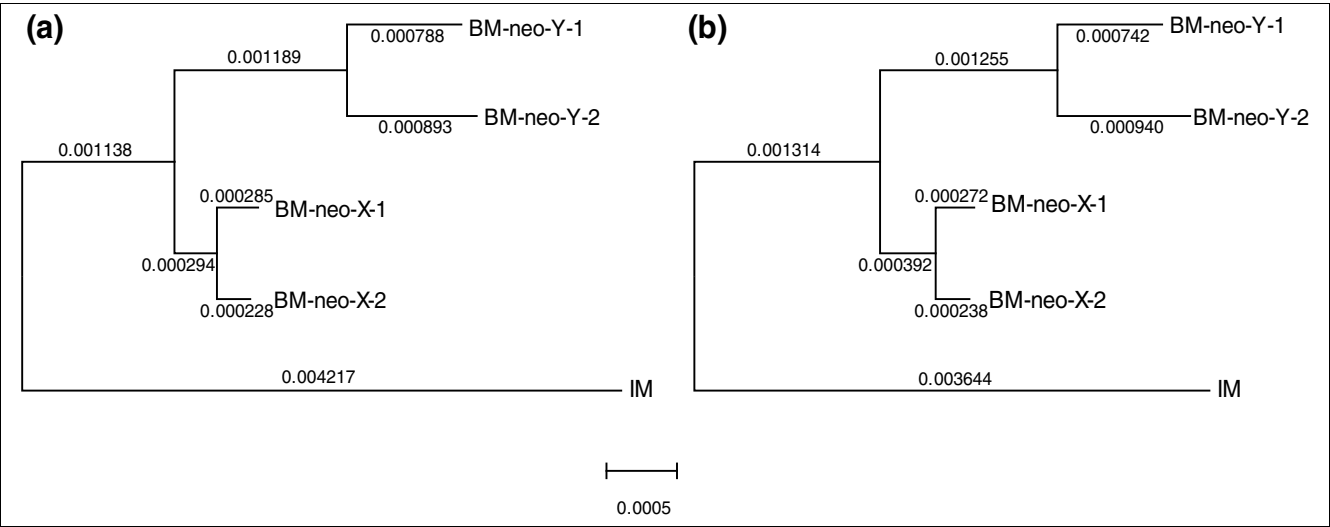 (a)
BM-neo-Y-1
0.000788
0.001189
BM-neo-Y-2
0.000893
0.001138
0.000285
BM-neo-X-1
0.000294
BM-neo-X-2
0.000228
0.004217
IM
(b)
BM-neo-Y-1
0.000742
0.001255
BM-neo-Y-2
0.000940
0.001314
0.000272
BM-neo-X-1
0.000392
BM-neo-X-2
0.000238
0.003644
IM
0.0005